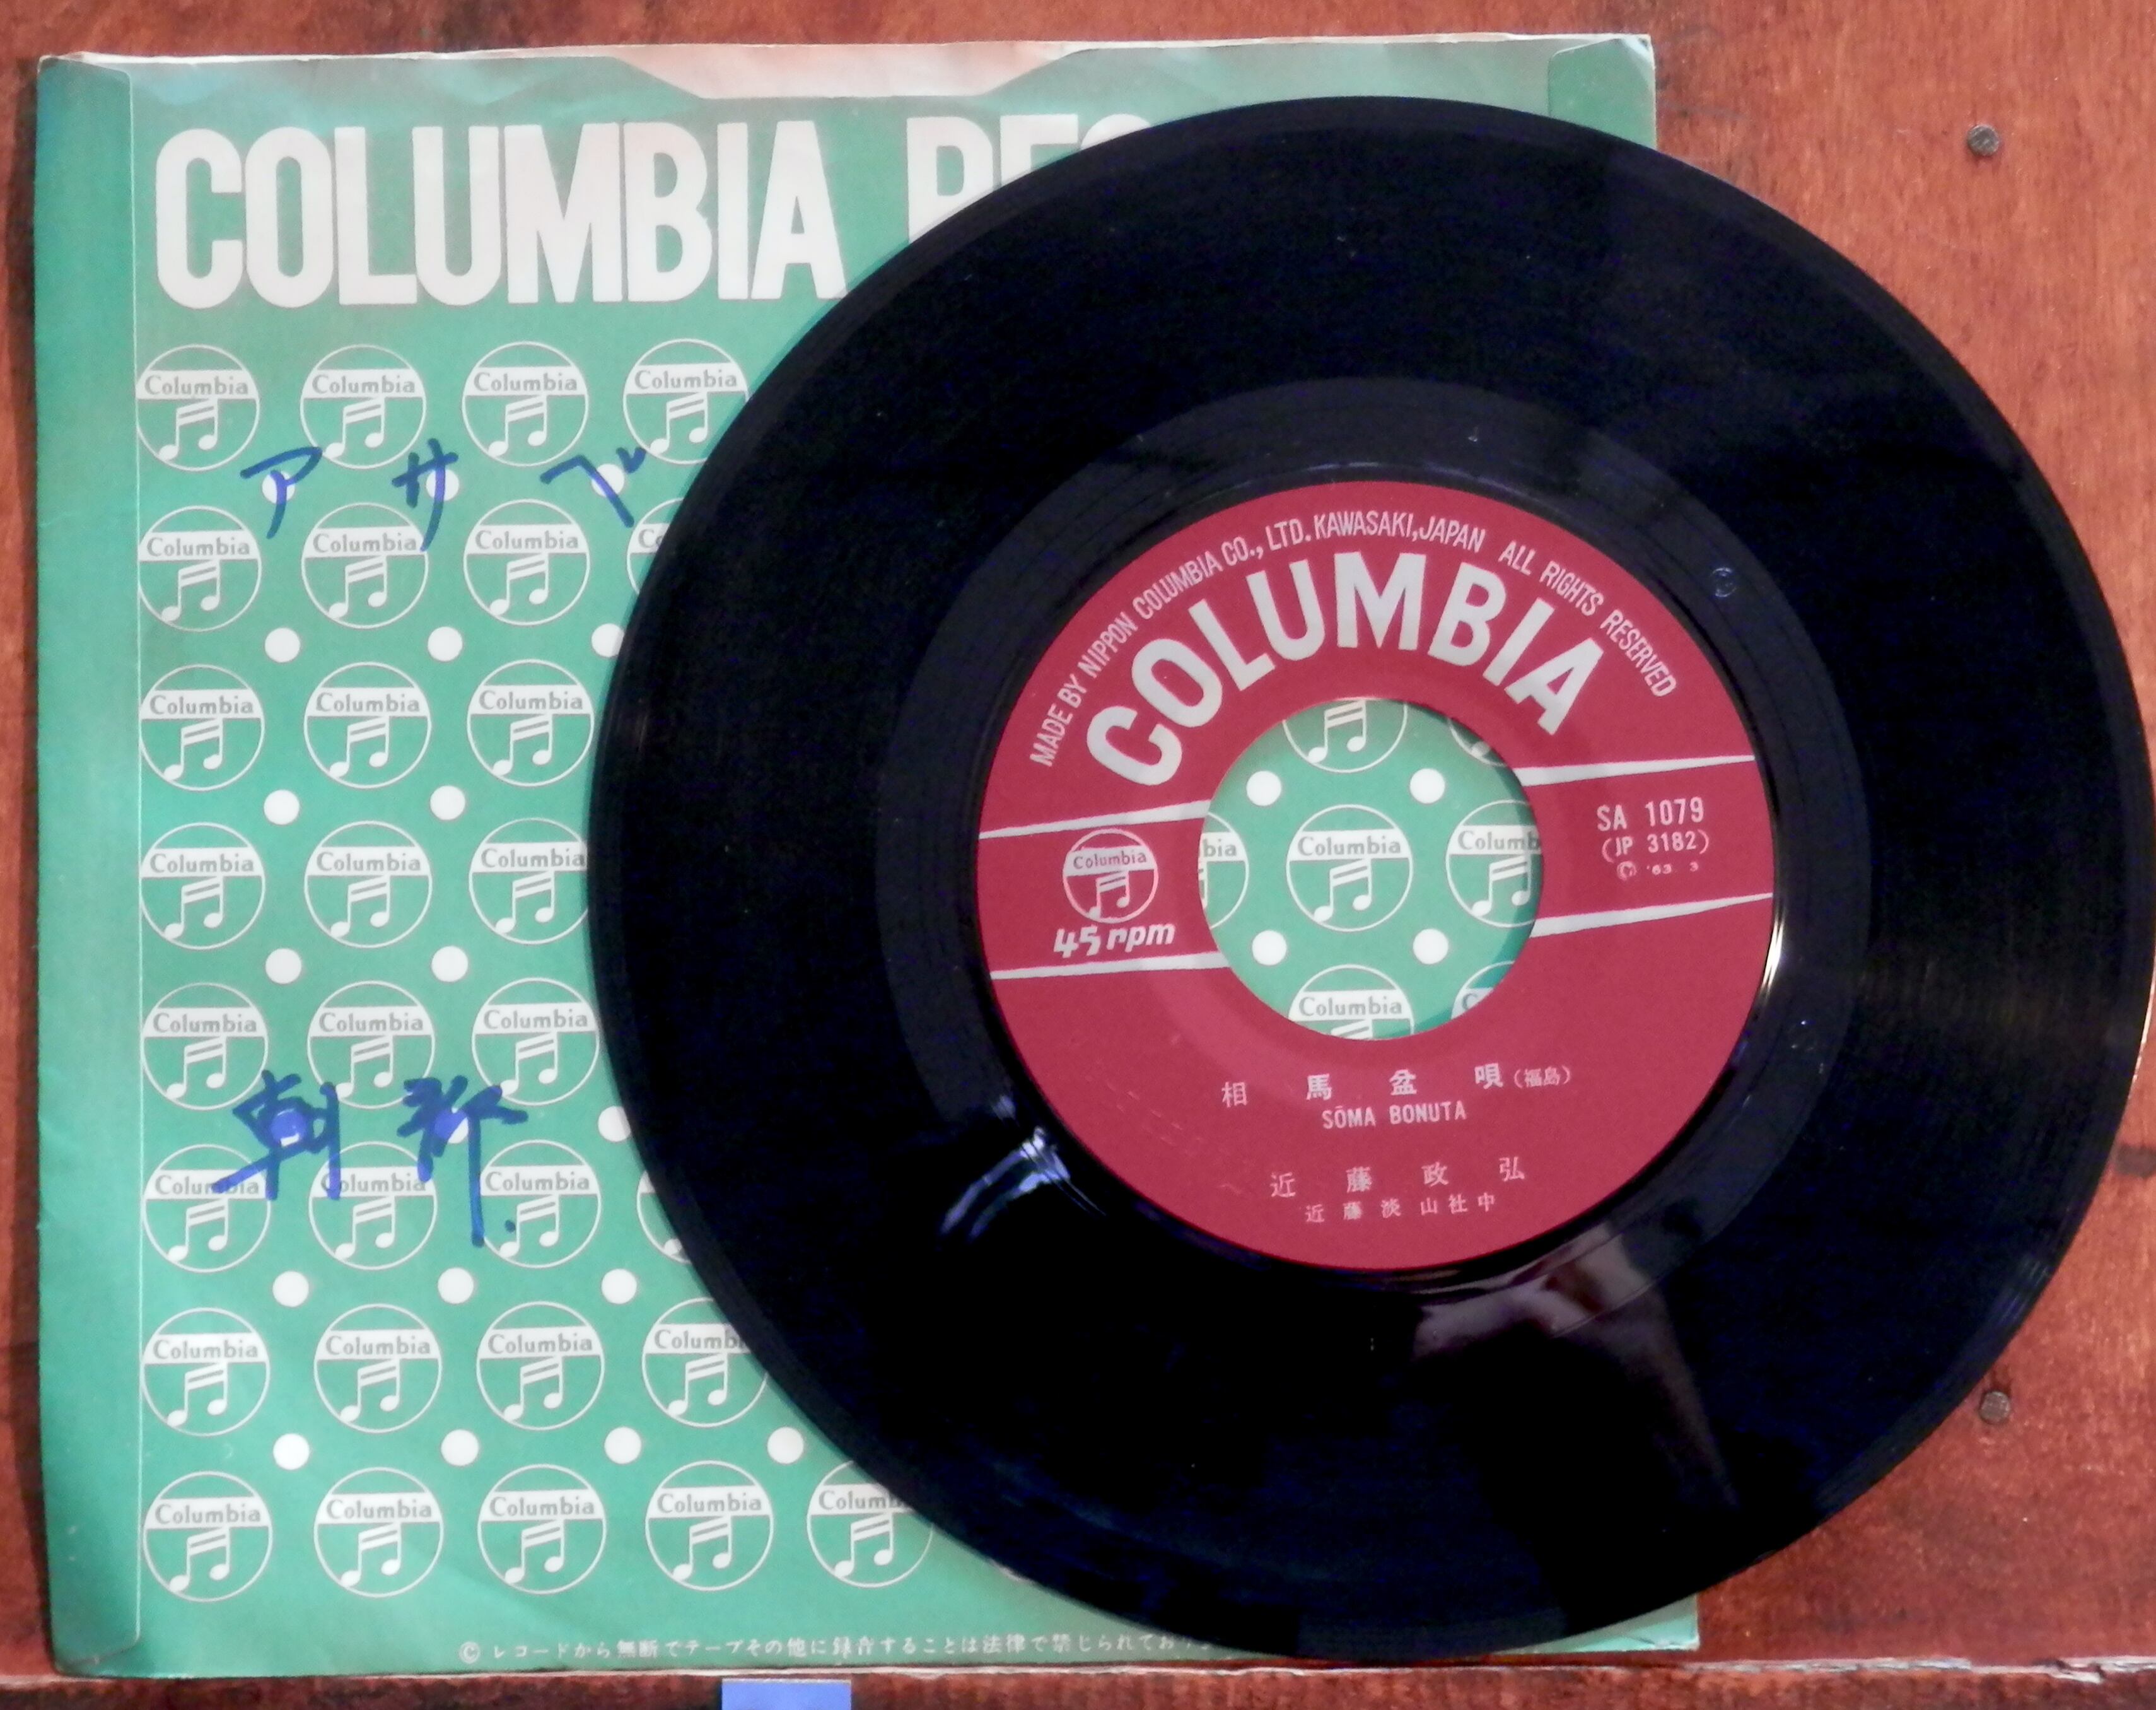 COLUMBIA
アサベ
MADE BY NIPPON COLUMBIA CO., LTD. KAWASAKI, JAPAN ALL RIGHTS RESERVED
COLUMBIA
SA 1079
(JP 3182)
Ⓒ '63 3
Columbia
45 rpm
相馬盆唄(福島)
SŌMA BONUTA
近藤政弘
近藤淡山社中
Ⓒ レコードから無断でテープその他に録音することは法律で禁じられてお